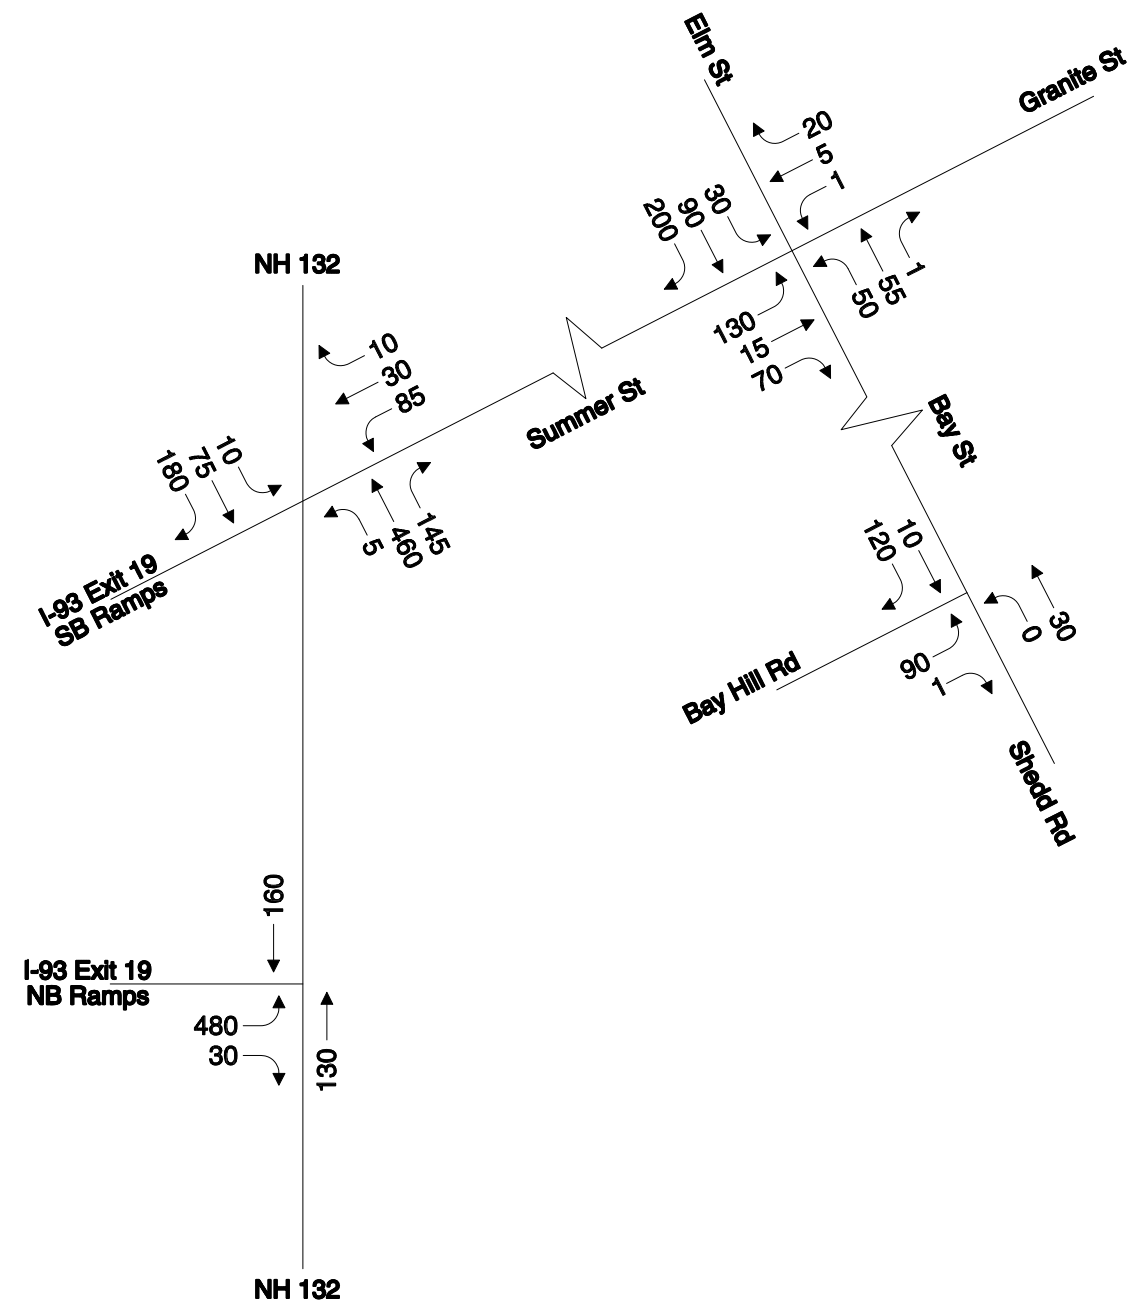 Elm St
Granite St
20
5
1
30
90
200
1
55
50
130
15
70
NH 132
10
30
85
Summer St
Bay St
10
75
180
145
460
5
I-93 Exit 19
SB Ramps
10
120
30
0
90
1
Bay Hill Rd
Shedd Rd
160
I-93 Exit 19
NB Ramps
480
30
130
NH 132